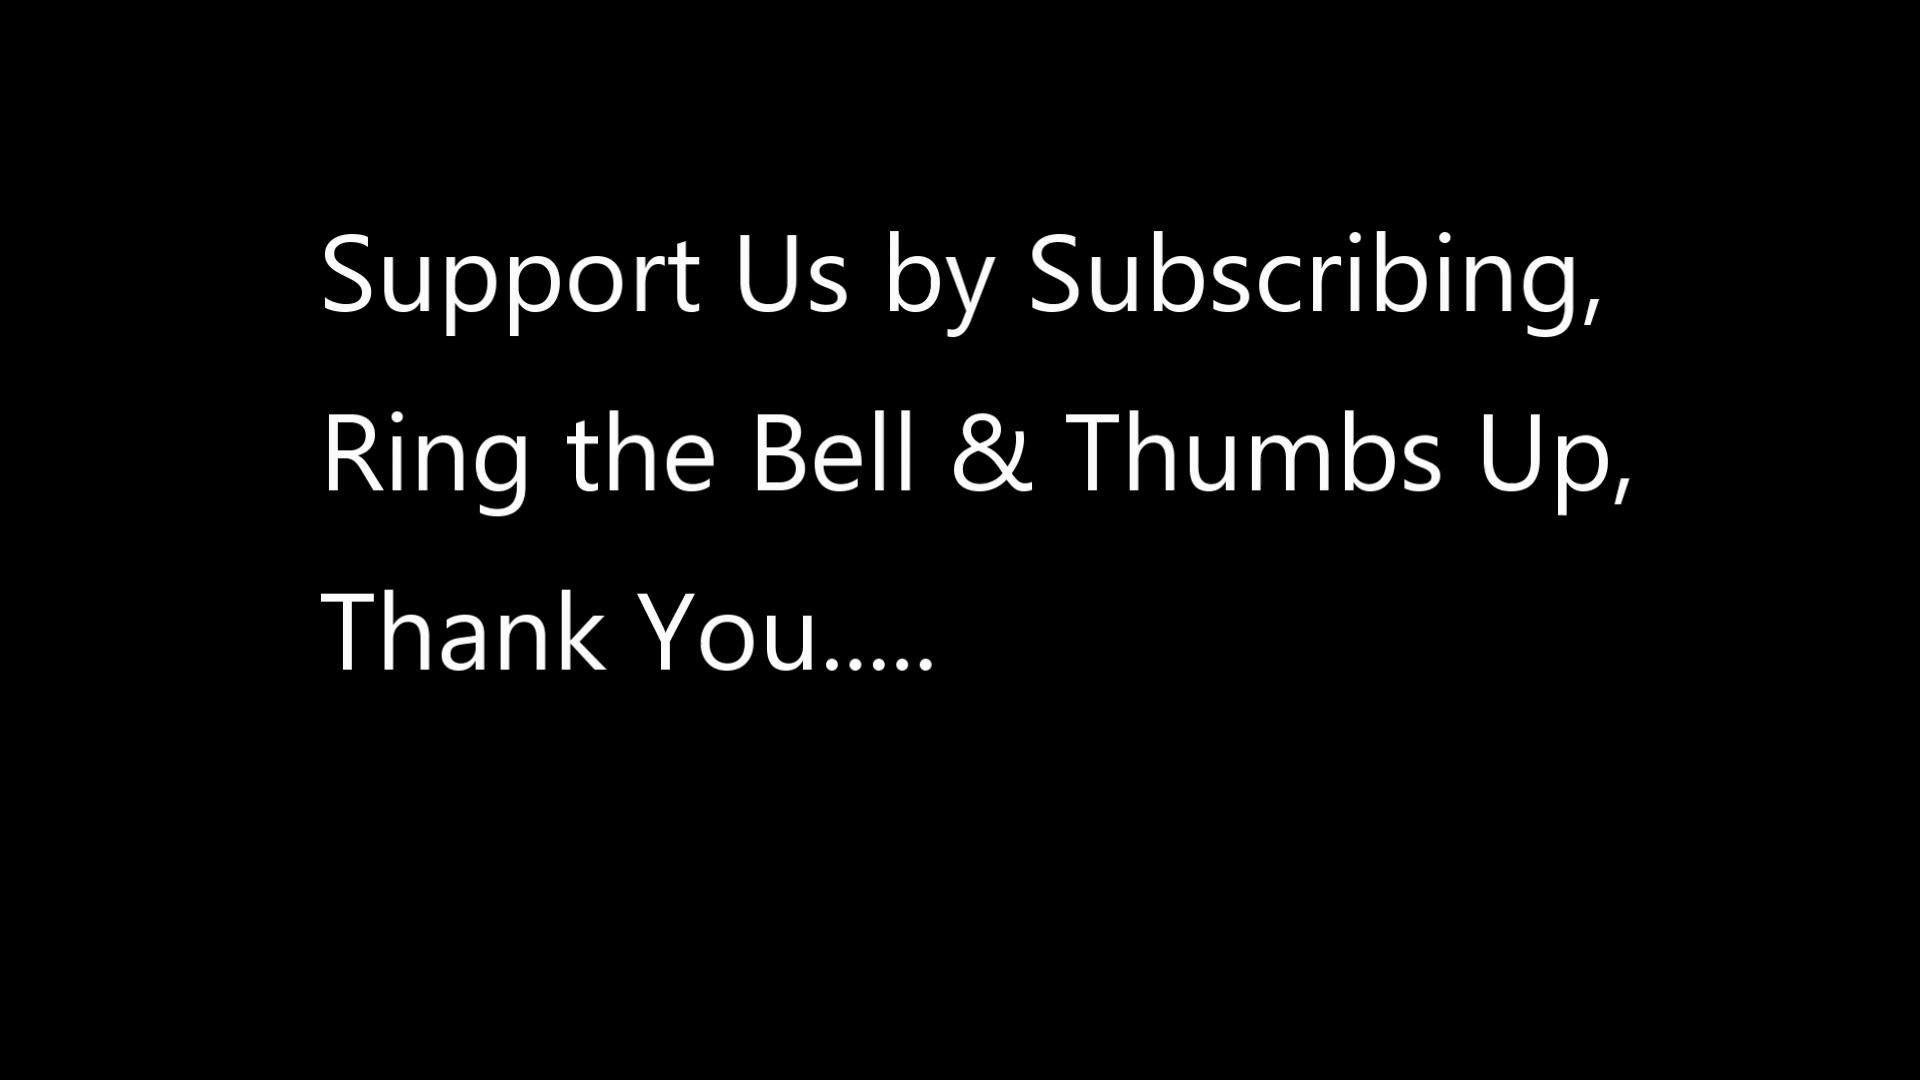 Support Us by Subscribing,
Ring the Bell & Thumbs Up,
Thank You.....